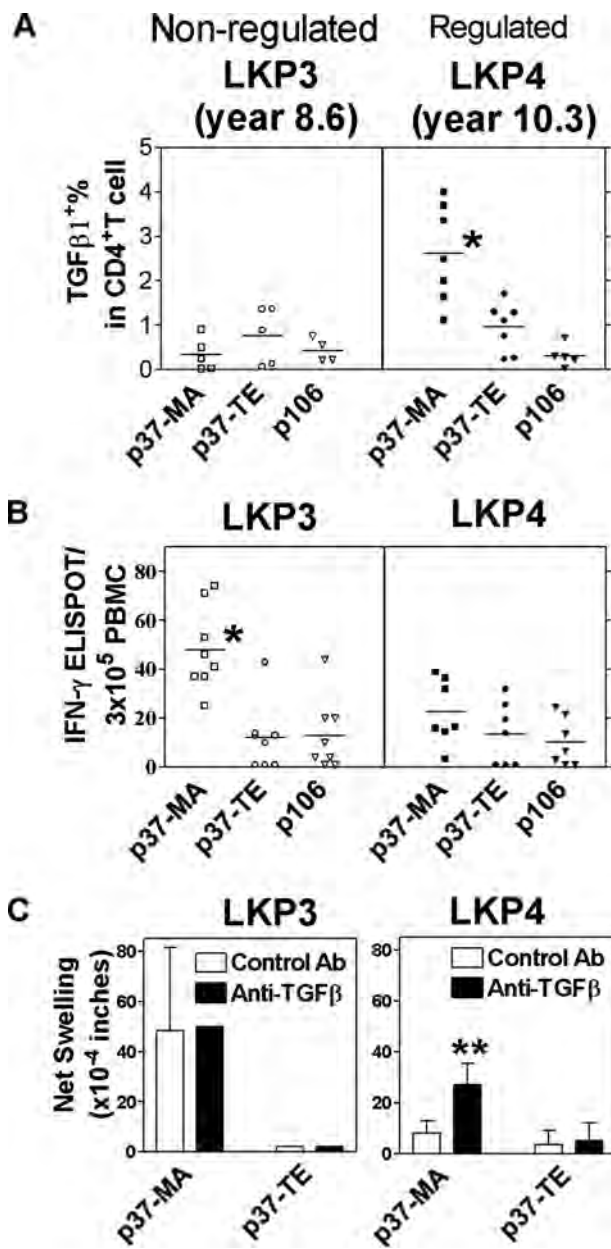 A
Non-regulated Regulated
LKP3 LKP4
(year 8.6) (year 10.3)
TGFβ1⁺%
in CD4⁺T cell
5
4
3
2
1
0
*
p37-MA p37-TE p106 p37-MA p37-TE p106
B
LKP3 LKP4
IFN-γ ELISPOT/
3x10⁵ PBMC
80
60
40
20
0
*
p37-MA p37-TE p106 p37-MA p37-TE p106
C
LKP3 LKP4
Net Swelling
(x10⁻⁴ inches)
80
60
40
20
0
Control Ab
Anti-TGFβ
p37-MA p37-TE
80
60
40
20
0
Control Ab
Anti-TGFβ
**
p37-MA p37-TE